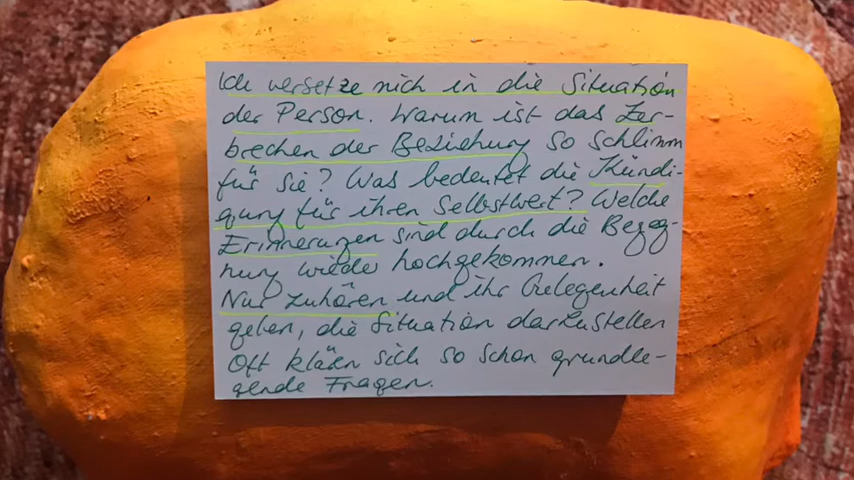 Ich versetze mich in die Situation
der Person. Warum ist das Zer-
brechen der Beziehung so schlimm
für sie? Was bedeutet die Kündi-
gung für ihren Selbstwert? Welche
Erinnerungen sind durch die Begeg-
nung wieder hochgekommen.
Nur zuhören und ihr Gelegenheit
geben, die Situation darzustellen
Oft klären sich so schon grundle-
gende Fragen.